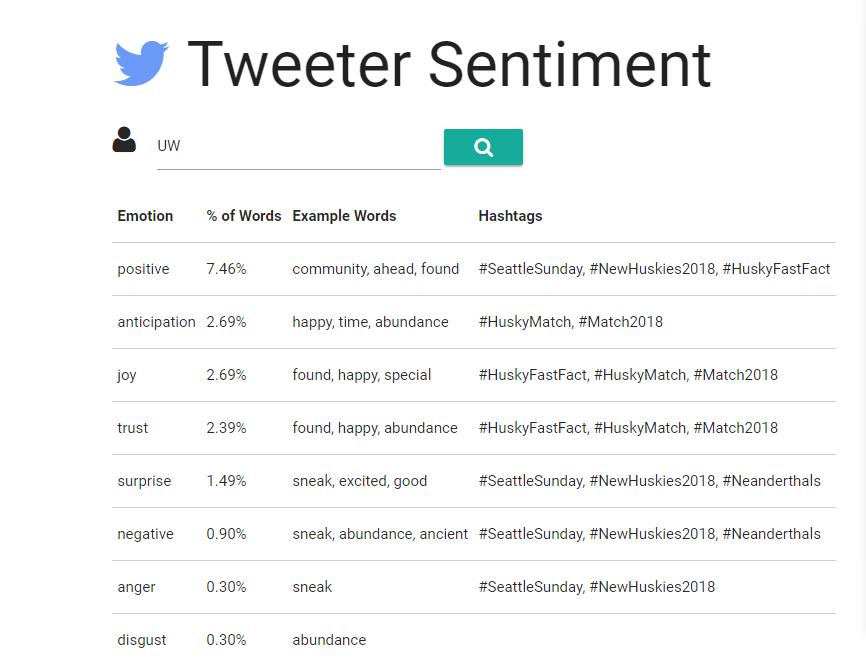 Tweeter Sentiment
UW
Emotion % of Words Example Words Hashtags
positive 7.46% community, ahead, found #SeattleSunday, #NewHuskies2018, #HuskyFastFact
anticipation 2.69% happy, time, abundance #HuskyMatch, #Match2018
joy 2.69% found, happy, special #HuskyFastFact, #HuskyMatch, #Match2018
trust 2.39% found, happy, abundance #HuskyFastFact, #HuskyMatch, #Match2018
surprise 1.49% sneak, excited, good #SeattleSunday, #NewHuskies2018, #Neanderthals
negative 0.90% sneak, abundance, ancient #SeattleSunday, #NewHuskies2018, #Neanderthals
anger 0.30% sneak #SeattleSunday, #NewHuskies2018
disgust 0.30% abundance